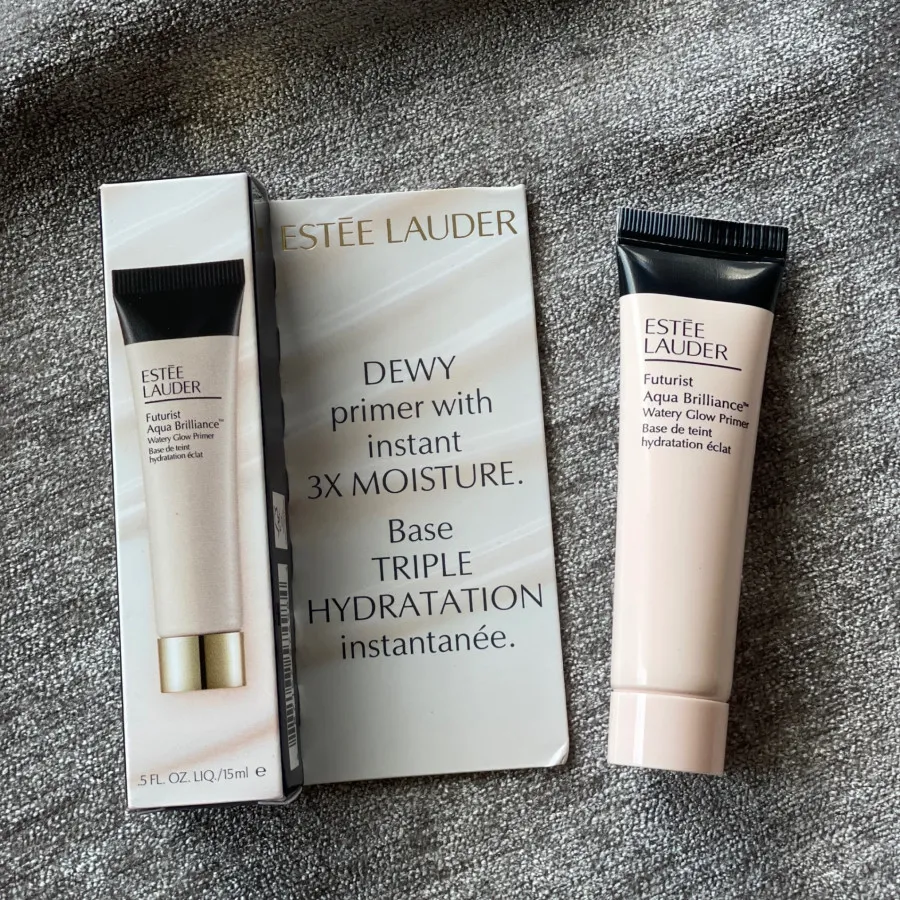 ESTĒE
LAUDER
Futurist
Aqua Brilliance™
Watery Glow Primer
Base de teint
hydratation éclat
.5 FL. OZ. LIQ./15ml e
ESTĒE LAUDER
DEWY
primer with
instant
3X MOISTURE.
Base
TRIPLE
HYDRATATION
instantanée.
ESTĒE
LAUDER
Futurist
Aqua Brilliance™
Watery Glow Primer
Base de teint
hydratation éclat